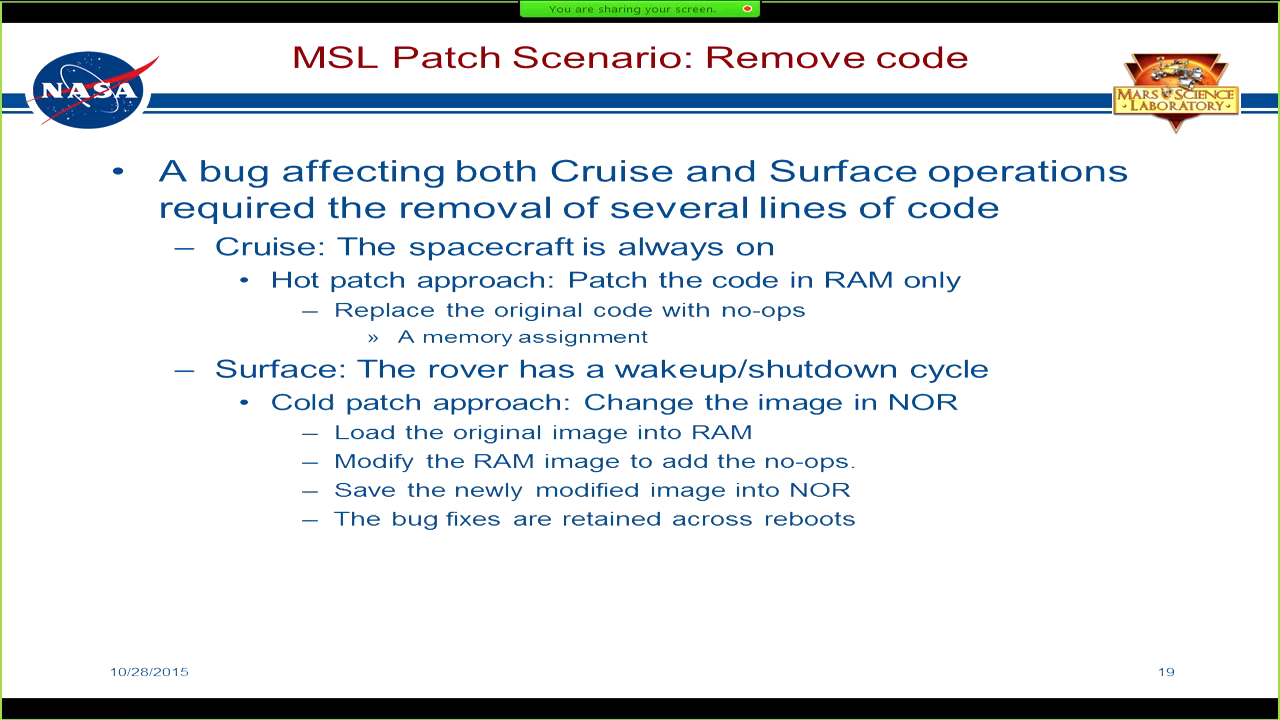 You are sharing your screen.
MSL Patch Scenario: Remove code
NASA
MARS SCIENCE
LABORATORY
• A bug affecting both Cruise and Surface operations
required the removal of several lines of code
– Cruise: The spacecraft is always on
• Hot patch approach: Patch the code in RAM only
– Replace the original code with no-ops
» A memory assignment
– Surface: The rover has a wakeup/shutdown cycle
• Cold patch approach: Change the image in NOR
– Load the original image into RAM
– Modify the RAM image to add the no-ops.
– Save the newly modified image into NOR
– The bug fixes are retained across reboots
10/28/2015
19